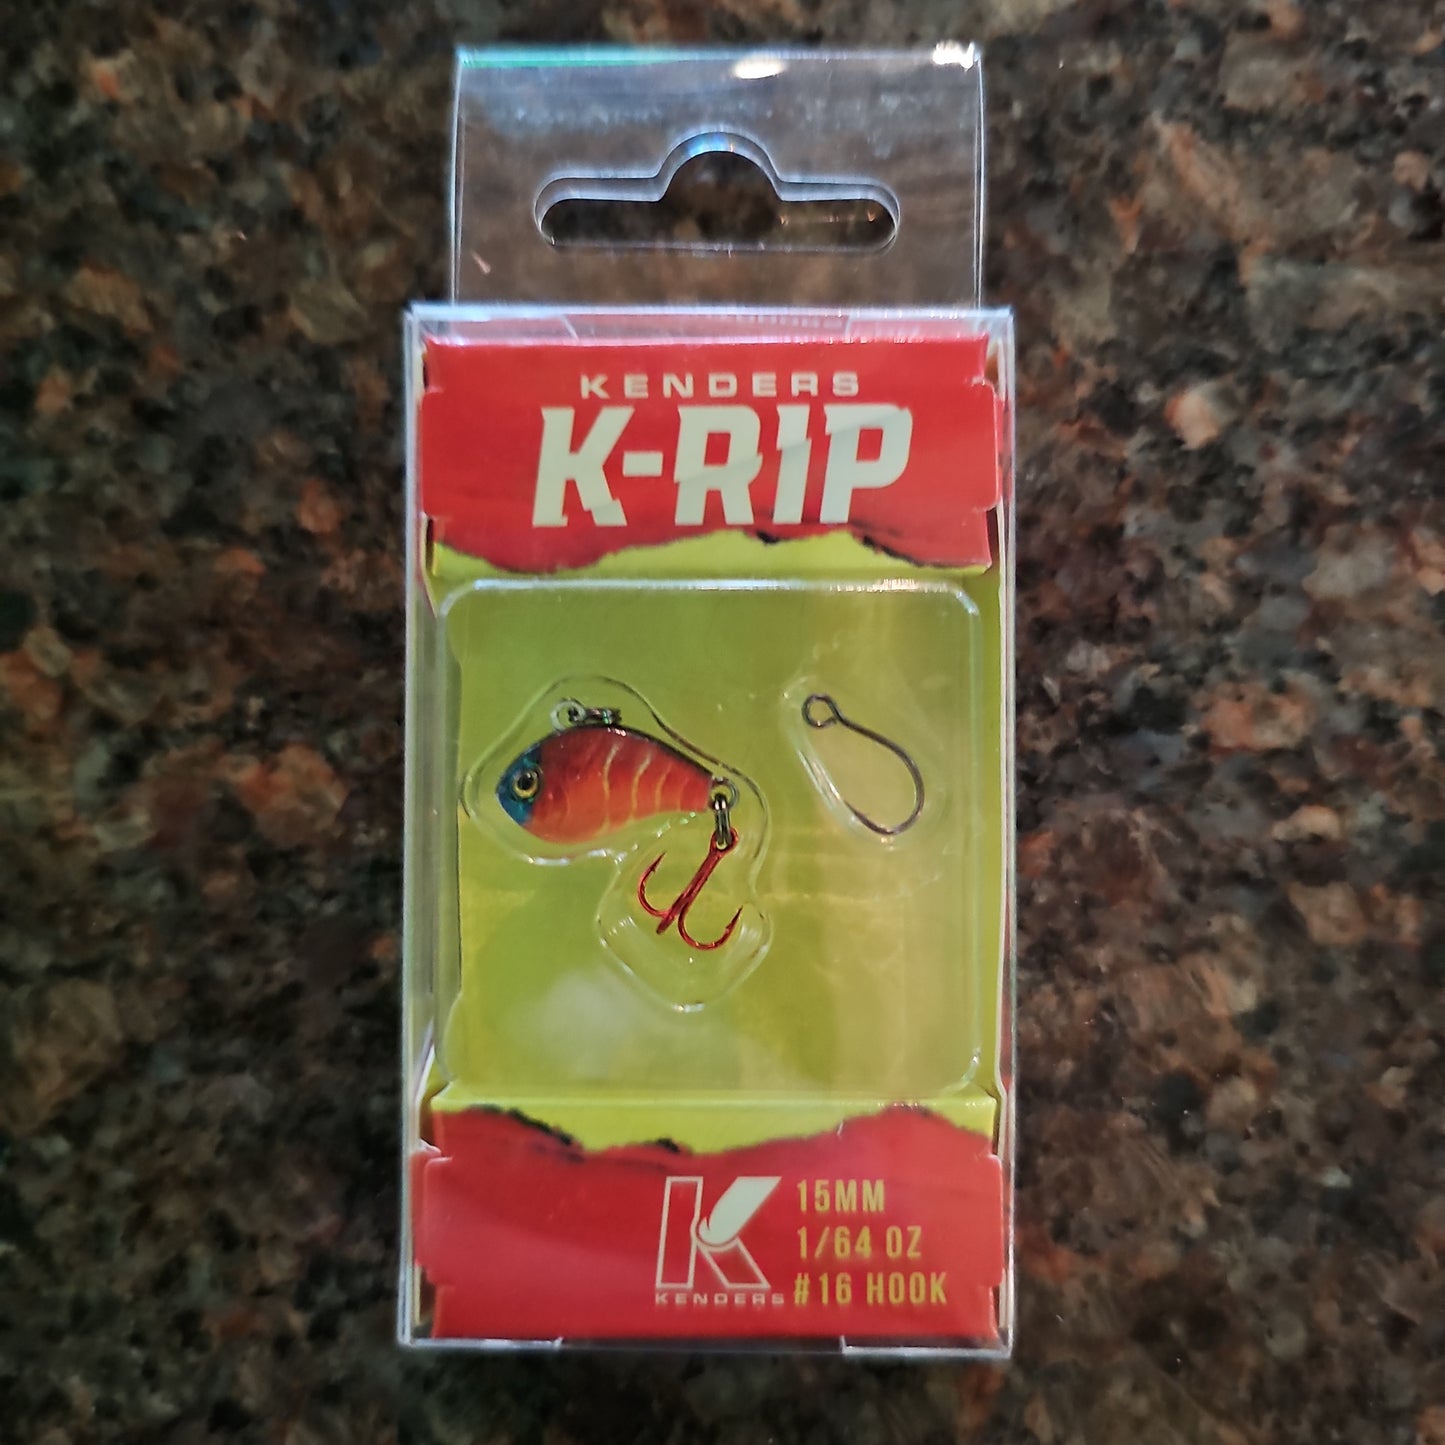 KENDERS
K-RIP
15MM
1/64 OZ
#16 HOOK
KENDERS